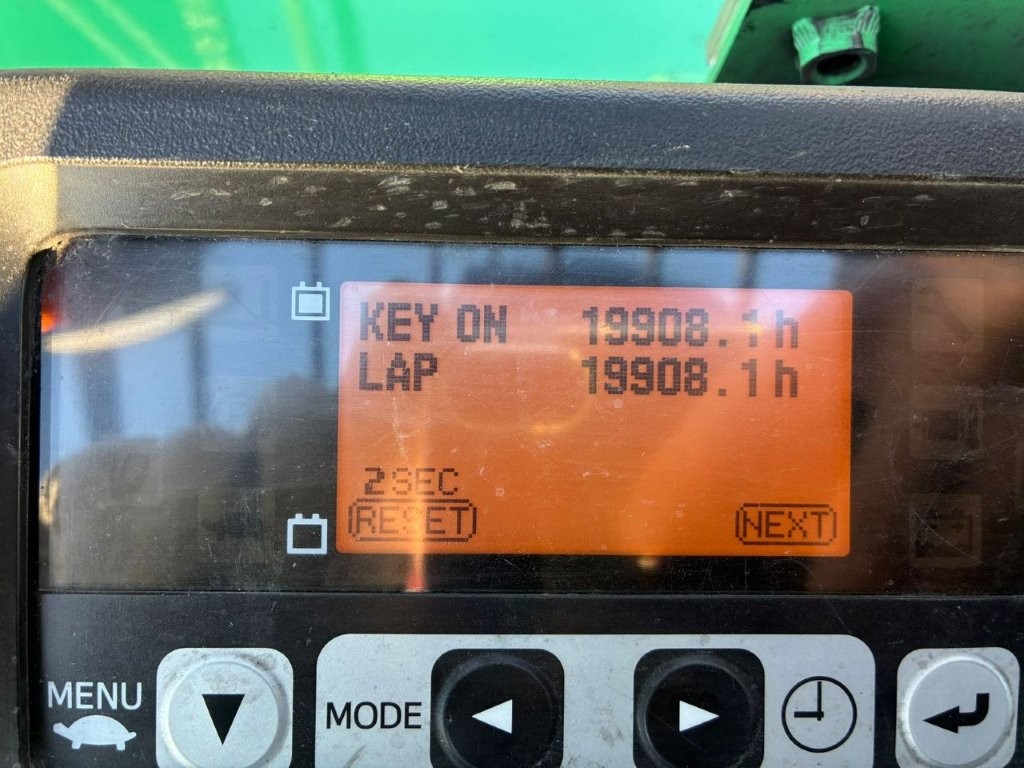 KEY ON 19908.1h
LAP 19908.1h
2SEC
RESET NEXT
MENU
MODE